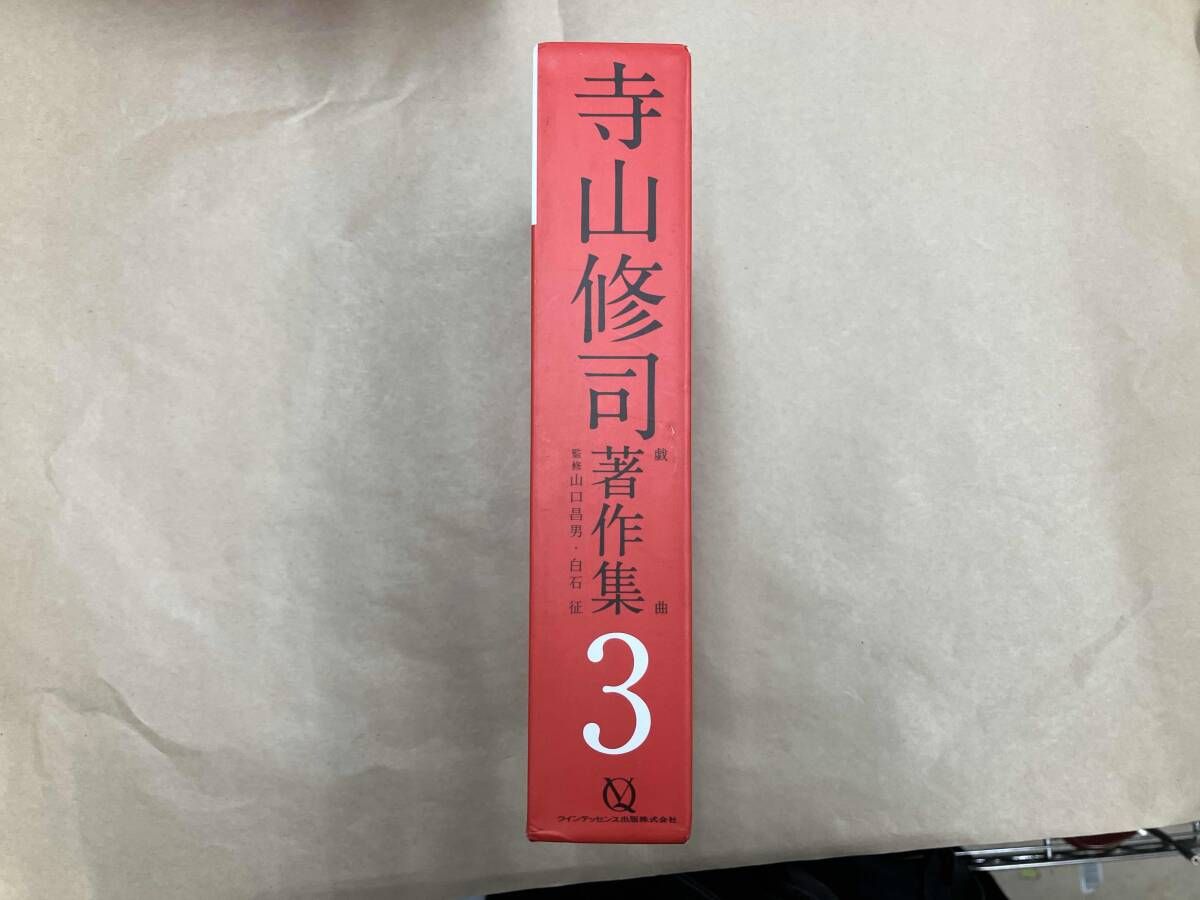 寺山修司
著作集
戯曲
監修 山口昌男・白石 征
3
クインテッセンス出版株式会社